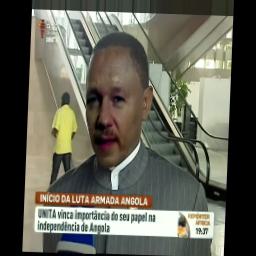 INÍCIO DA LUTA ARMADA ANGOLA
UNITA vinca importância do seu papel na
independência de Angola
REPÓRTER
ÁFRICA
19:37